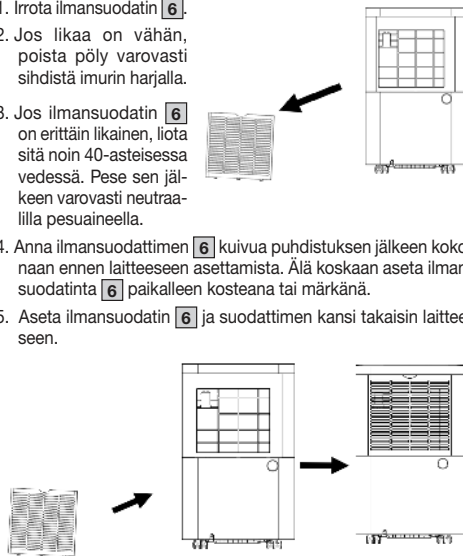 1. Irrota ilmansuodatin 6.
2. Jos likaa on vähän,
poista pöly varovasti
sihdistä imurin harjalla.
3. Jos ilmansuodatin 6
on erittäin likainen, liota
sitä noin 40-asteisessa
vedessä. Pese sen jäl-
keen varovasti neutraa-
lilla pesuaineella.
4. Anna ilmansuodattimen 6 kuivua puhdistuksen jälkeen koko-
naan ennen laitteeseen asettamista. Älä koskaan aseta ilman-
suodatinta 6 paikalleen kosteana tai märkänä.
5. Aseta ilmansuodatin 6 ja suodattimen kansi takaisin laittee-
seen.